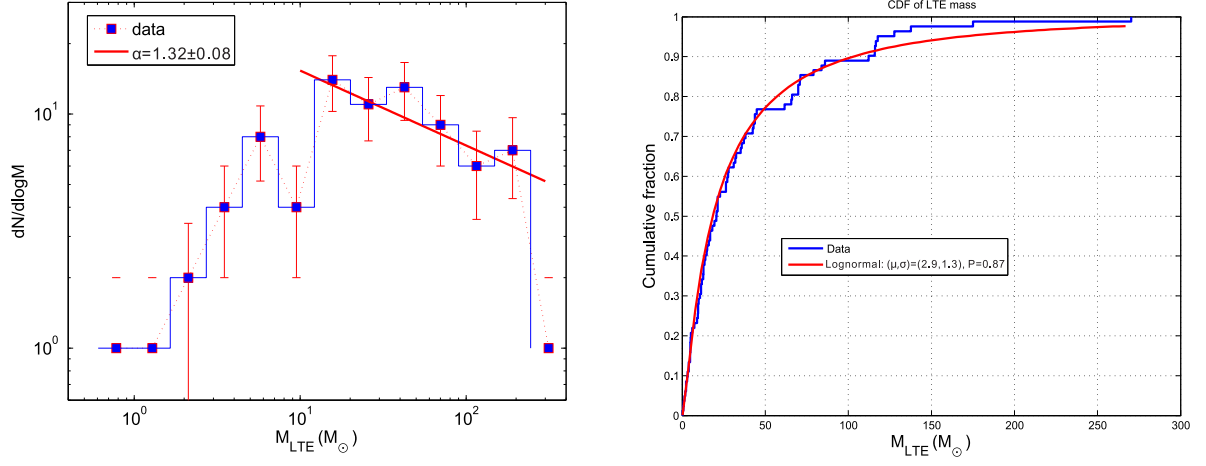 data
α=1.32±0.08
10¹
10⁰
dN/dlogM
10⁰
10¹
10²
M_LTE (M_⊙)
CDF of LTE mass
1
0.9
0.8
0.7
0.6
0.5
0.4
0.3
0.2
0.1
0
Cumulative fraction
Data
Lognormal: (μ,σ)=(2.9,1.3), P=0.87
0 50 100 150 200 250 300
M_LTE (M_⊙)